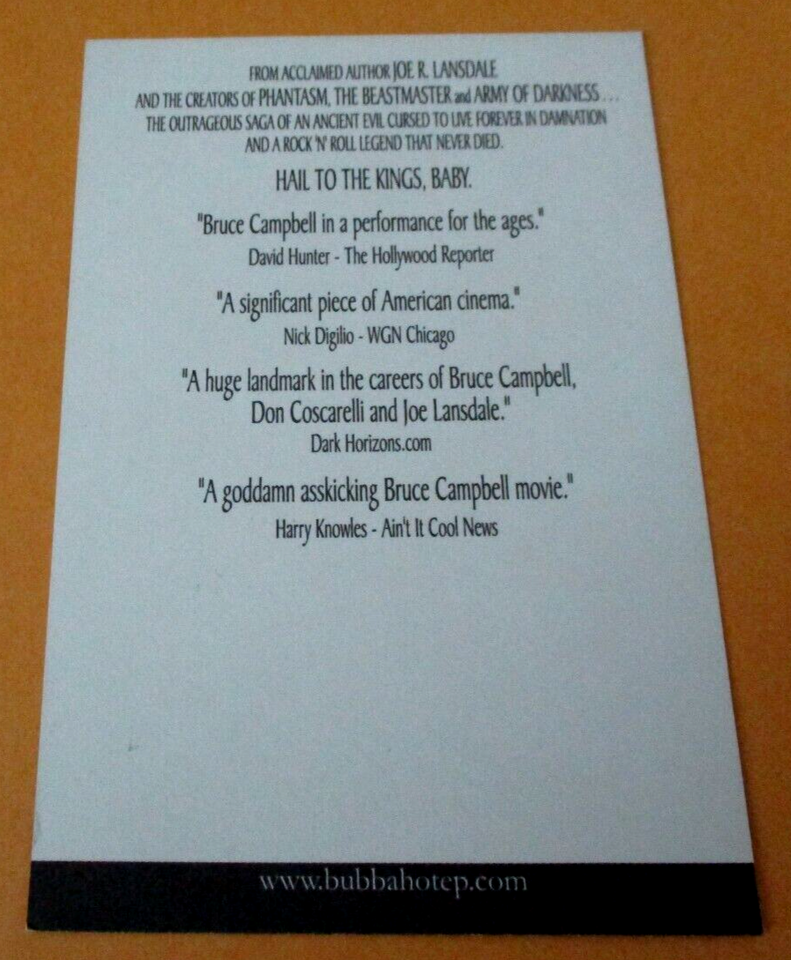 FROM ACCLAIMED AUTHOR JOE R. LANSDALE
AND THE CREATORS OF PHANTASM, THE BEASTMASTER and ARMY OF DARKNESS . . .
THE OUTRAGEOUS SAGA OF AN ANCIENT EVIL CURSED TO LIVE FOREVER IN DAMNATION
AND A ROCK 'N' ROLL LEGEND THAT NEVER DIED.
HAIL TO THE KINGS, BABY.
"Bruce Campbell in a performance for the ages."
David Hunter - The Hollywood Reporter
"A significant piece of American cinema."
Nick Digilio - WGN Chicago
"A huge landmark in the careers of Bruce Campbell,
Don Coscarelli and Joe Lansdale."
Dark Horizons.com
"A goddamn asskicking Bruce Campbell movie."
Harry Knowles - Ain't It Cool News
www.bubbahotep.com